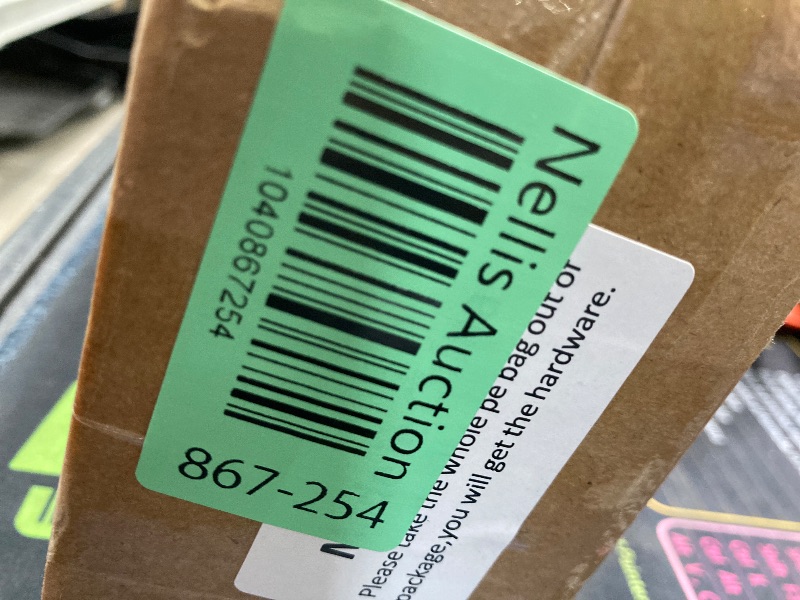 Nellis Auction
1040867254
867-254
Please take the whole pe bag out of
package,you will get the hardware.